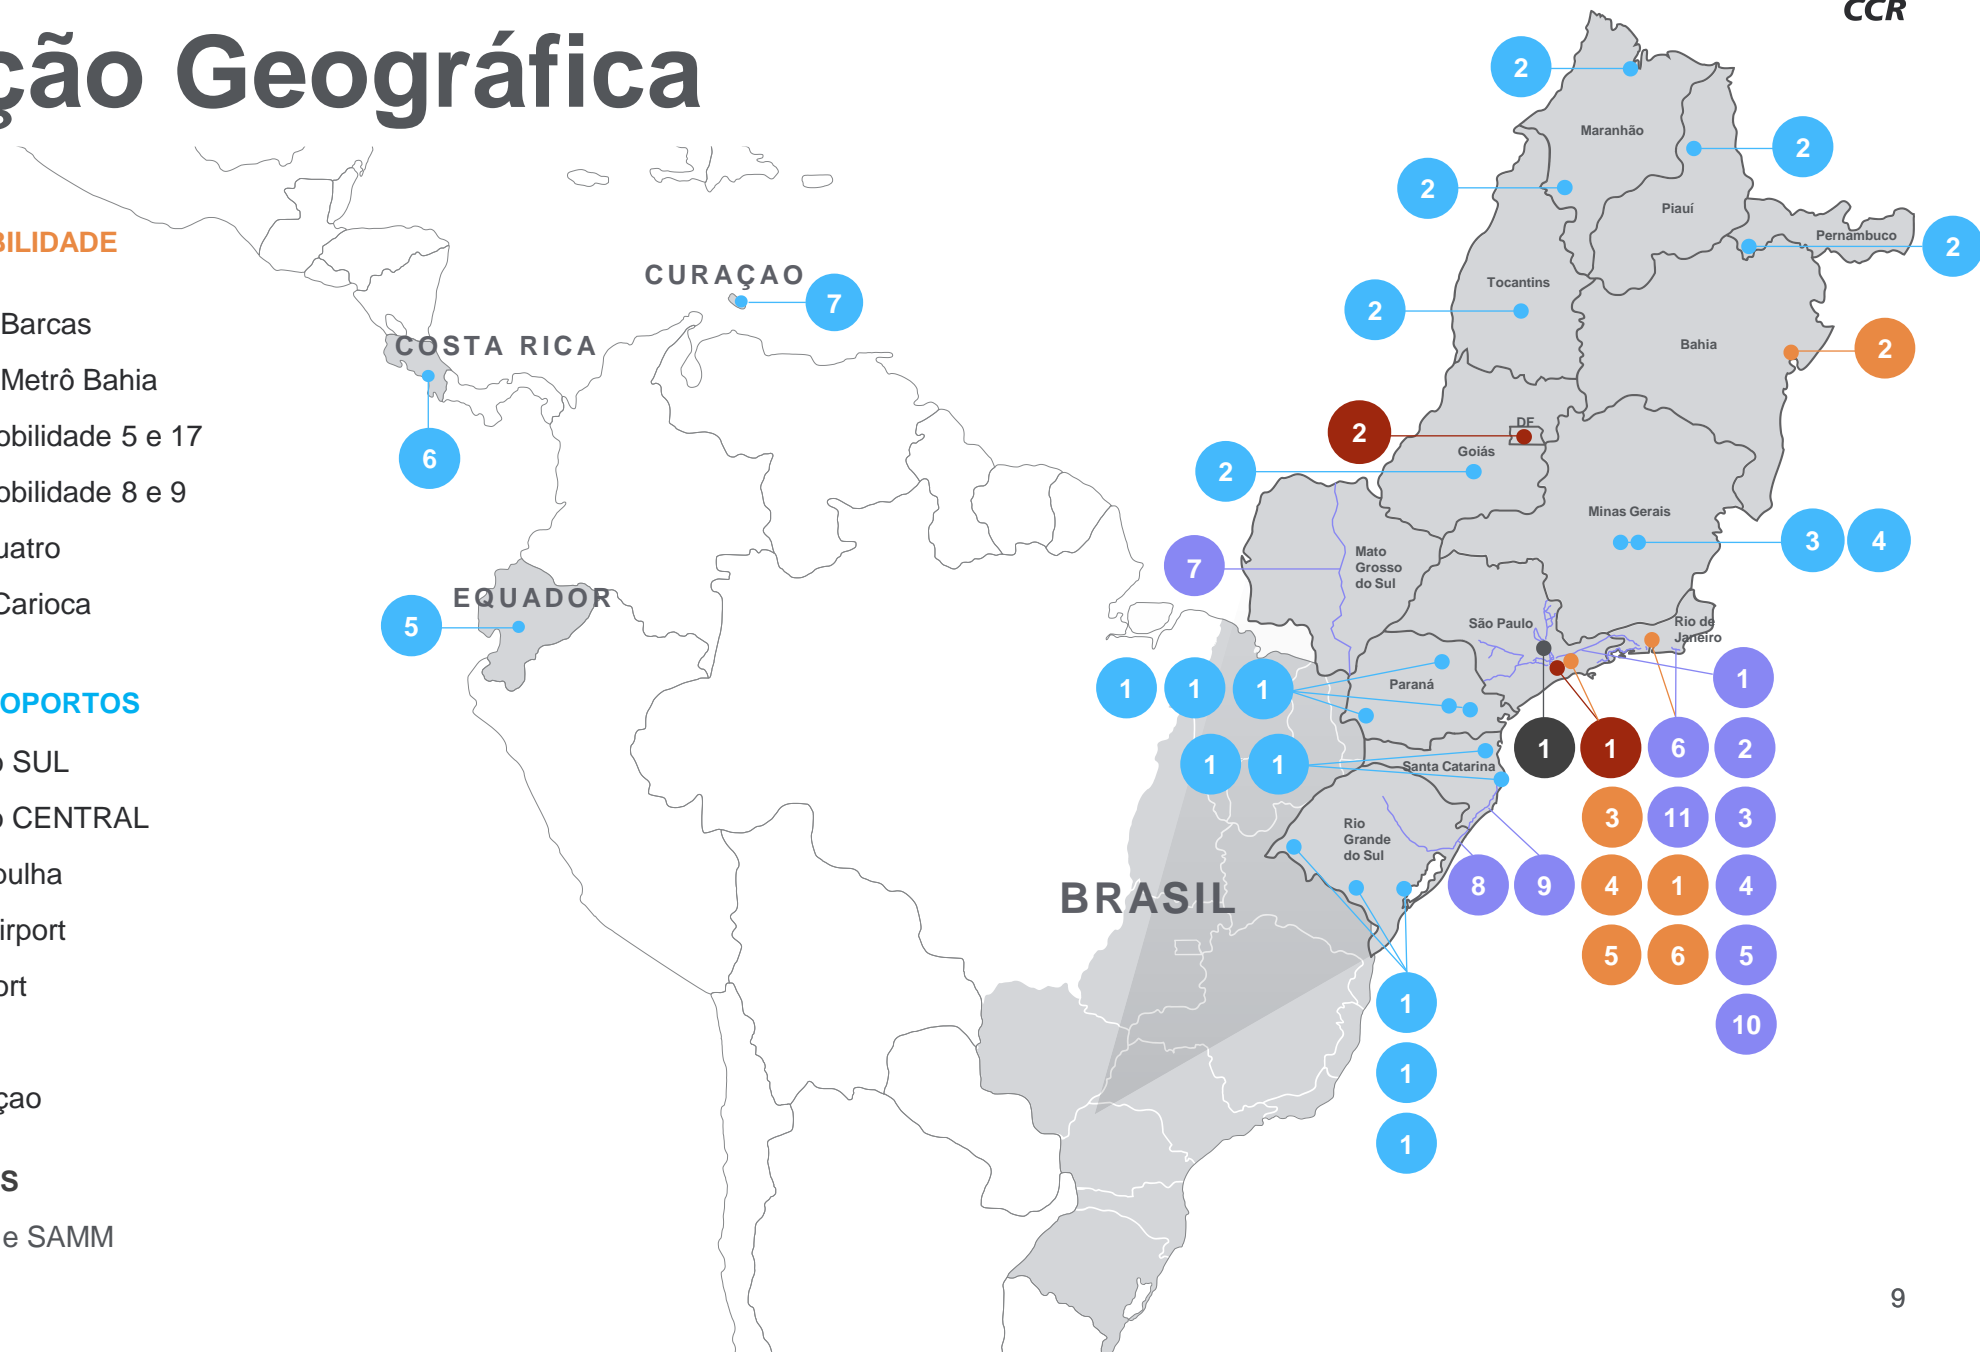 CCR
ção Geográfica
BILIDADE
Barcas
Metrô Bahia
obilidade 5 e 17
obilidade 8 e 9
uatro
Carioca
OPORTOS
o SUL
o CENTRAL
pulha
irport
ort
çao
S
e SAMM
CURAÇAO
7
COSTA RICA
6
EQUADOR
5
BRASIL
2
Maranhão
2
2
Piauí
Pernambuco
2
Tocantins
2
Bahia
2
2
DF
Goiás
2
Minas Gerais
3 4
Mato
Grosso
do Sul
7
São Paulo
Rio de
Janeiro
1
1 1 1
Paraná
1 1
Santa Catarina
1 1 6 2
Rio
Grande
do Sul
3 11 3
8 9 4 1 4
5 6 5
10
1
1
1
9